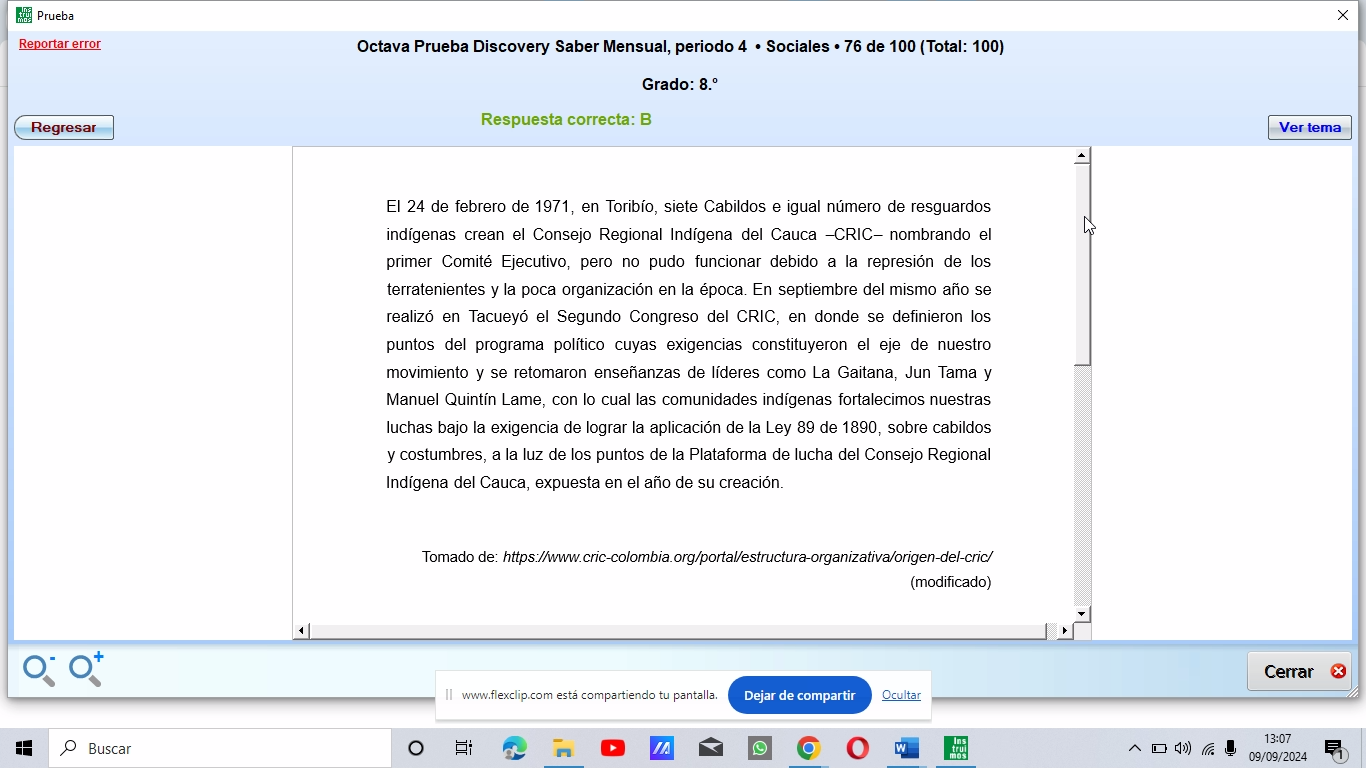 Prueba
Reportar error
Octava Prueba Discovery Saber Mensual, periodo 4 • Sociales • 76 de 100 (Total: 100)
Grado: 8.°
Respuesta correcta: B
Regresar
Ver tema
El 24 de febrero de 1971, en Toribío, siete Cabildos e igual número de resguardos
indígenas crean el Consejo Regional Indígena del Cauca –CRIC– nombrando el
primer Comité Ejecutivo, pero no pudo funcionar debido a la represión de los
terratenientes y la poca organización en la época. En septiembre del mismo año se
realizó en Tacueyó el Segundo Congreso del CRIC, en donde se definieron los
puntos del programa político cuyas exigencias constituyeron el eje de nuestro
movimiento y se retomaron enseñanzas de líderes como La Gaitana, Jun Tama y
Manuel Quintín Lame, con lo cual las comunidades indígenas fortalecimos nuestras
luchas bajo la exigencia de lograr la aplicación de la Ley 89 de 1890, sobre cabildos
y costumbres, a la luz de los puntos de la Plataforma de lucha del Consejo Regional
Indígena del Cauca, expuesta en el año de su creación.
Tomado de: https://www.cric-colombia.org/portal/estructura-organizativa/origen-del-cric/
(modificado)
Cerrar
www.flexclip.com está compartiendo tu pantalla.
Dejar de compartir
Ocultar
Buscar
Ins
trui
mos
13:07
09/09/2024
1